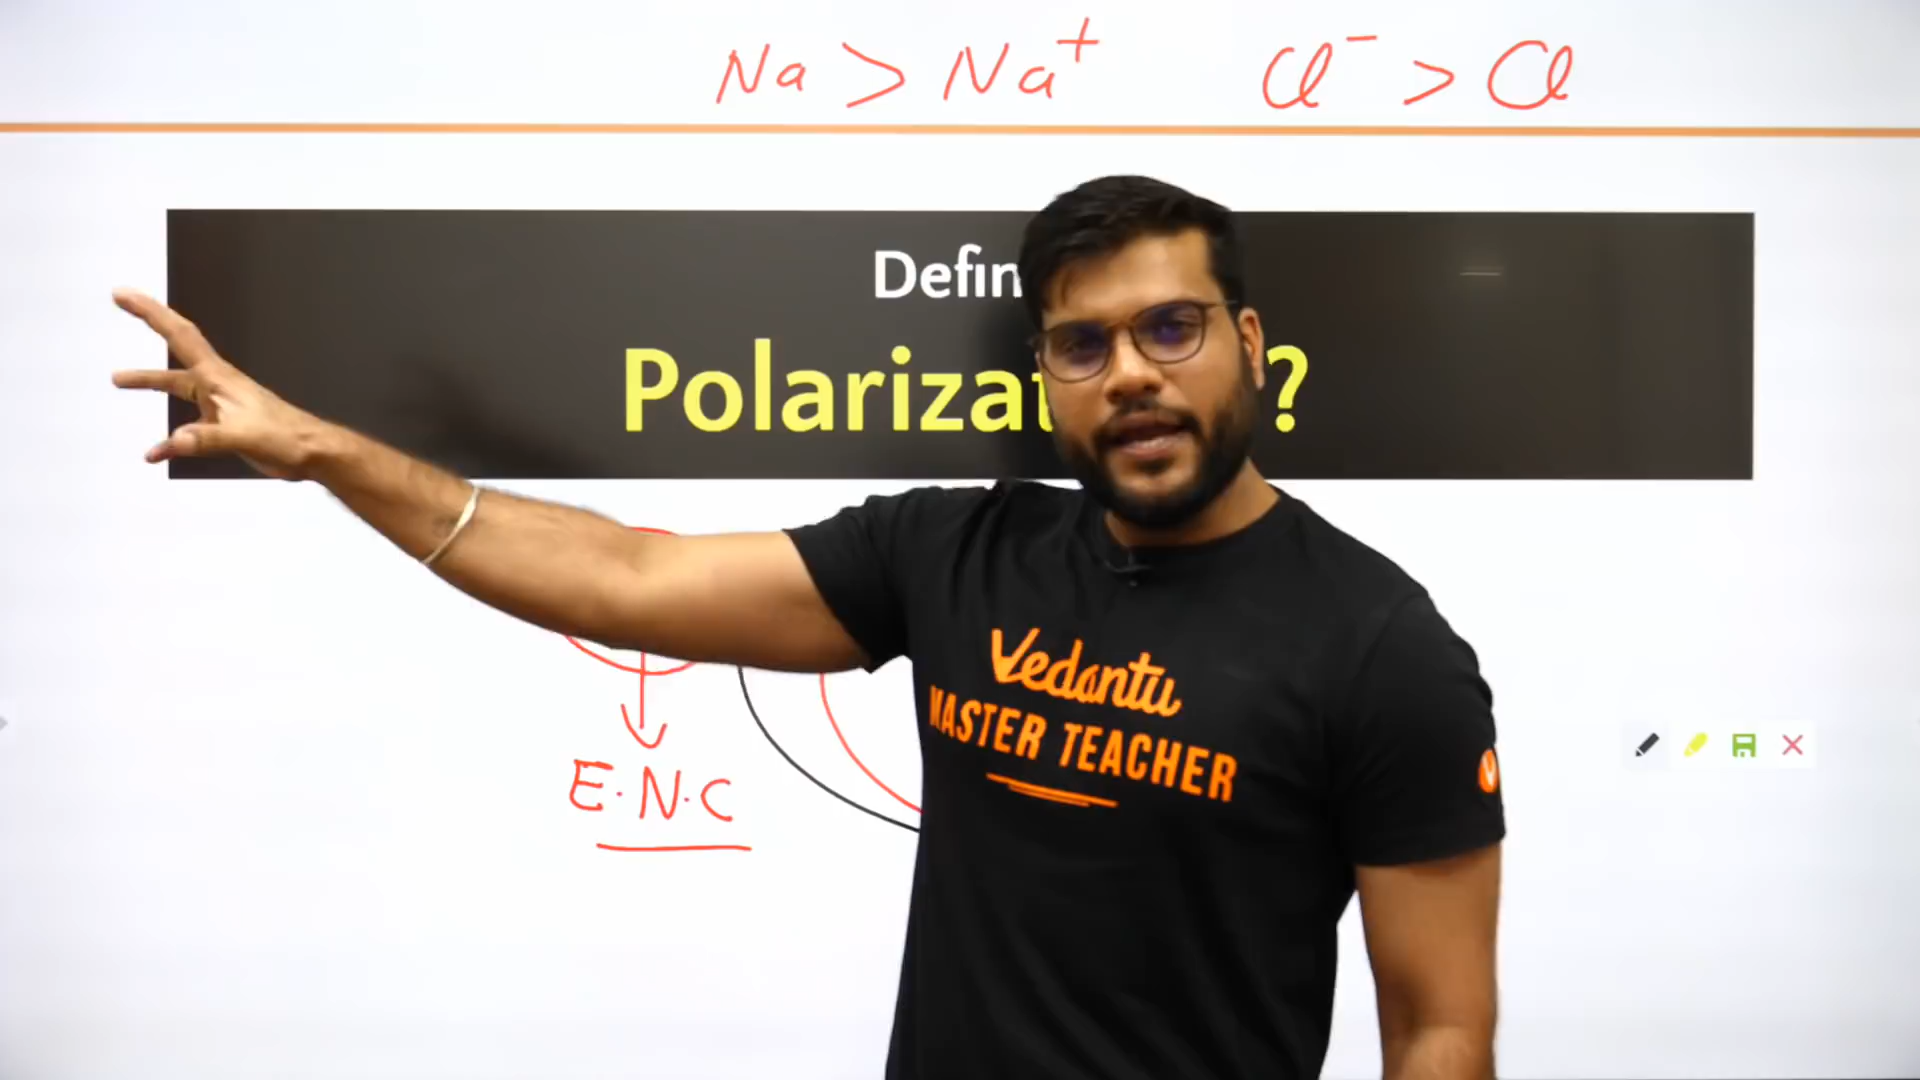 Na > Na⁺ Cl⁻ > Cl
Defin
Polarizat ?
E.N.C
Vedantu
MASTER TEACHER